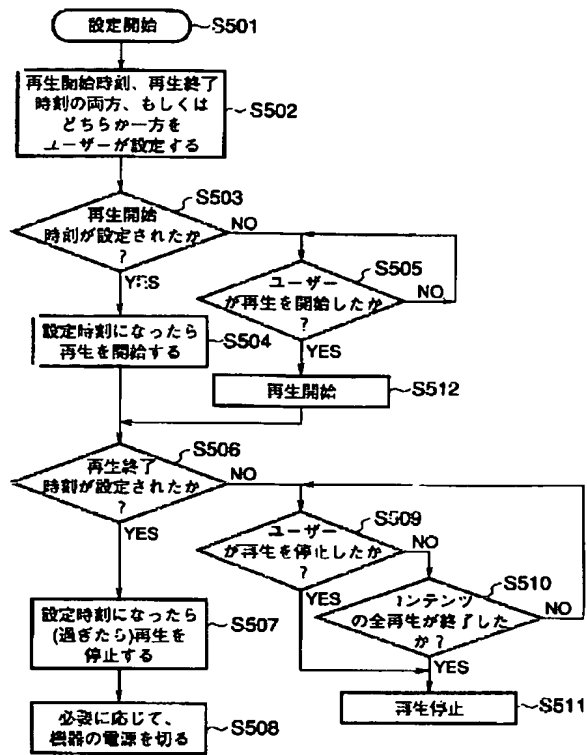 設定開始
S501
再生開始時刻、再生終了
時刻の両方、もしくは
どちらか一方を
ユーザーが設定する
S502
S503
再生開始
時刻が設定されたか
?
NO
YES
S505
ユーザー
が再生を開始したか
?
NO
YES
設定時刻になったら
再生を開始する
S504
再生開始
S512
S506
再生終了
時刻が設定されたか
?
NO
YES
S509
ユーザー
が再生を停止したか
?
NO
YES
S510
コンテンツ
の全再生が終了した
か?
NO
YES
設定時刻になったら
(過ぎたら)再生を
停止する
S507
再生停止
S511
必要に応じて、
機器の電源を切る
S508